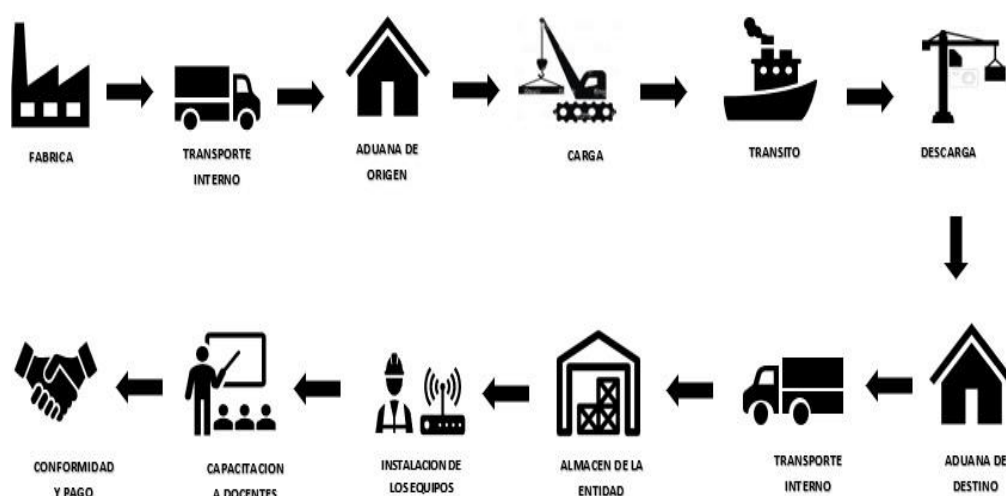 FABRICA
TRANSPORTE
INTERNO
ADUANA DE
ORIGEN
CARGA
TRANSITO
DESCARGA
ADUANA DE
DESTINO
TRANSPORTE
INTERNO
ALMACEN DE LA
ENTIDAD
INSTALACION DE
LOS EQUIPOS
CAPACITACION
A DOCENTES
CONFORMIDAD
Y PAGO